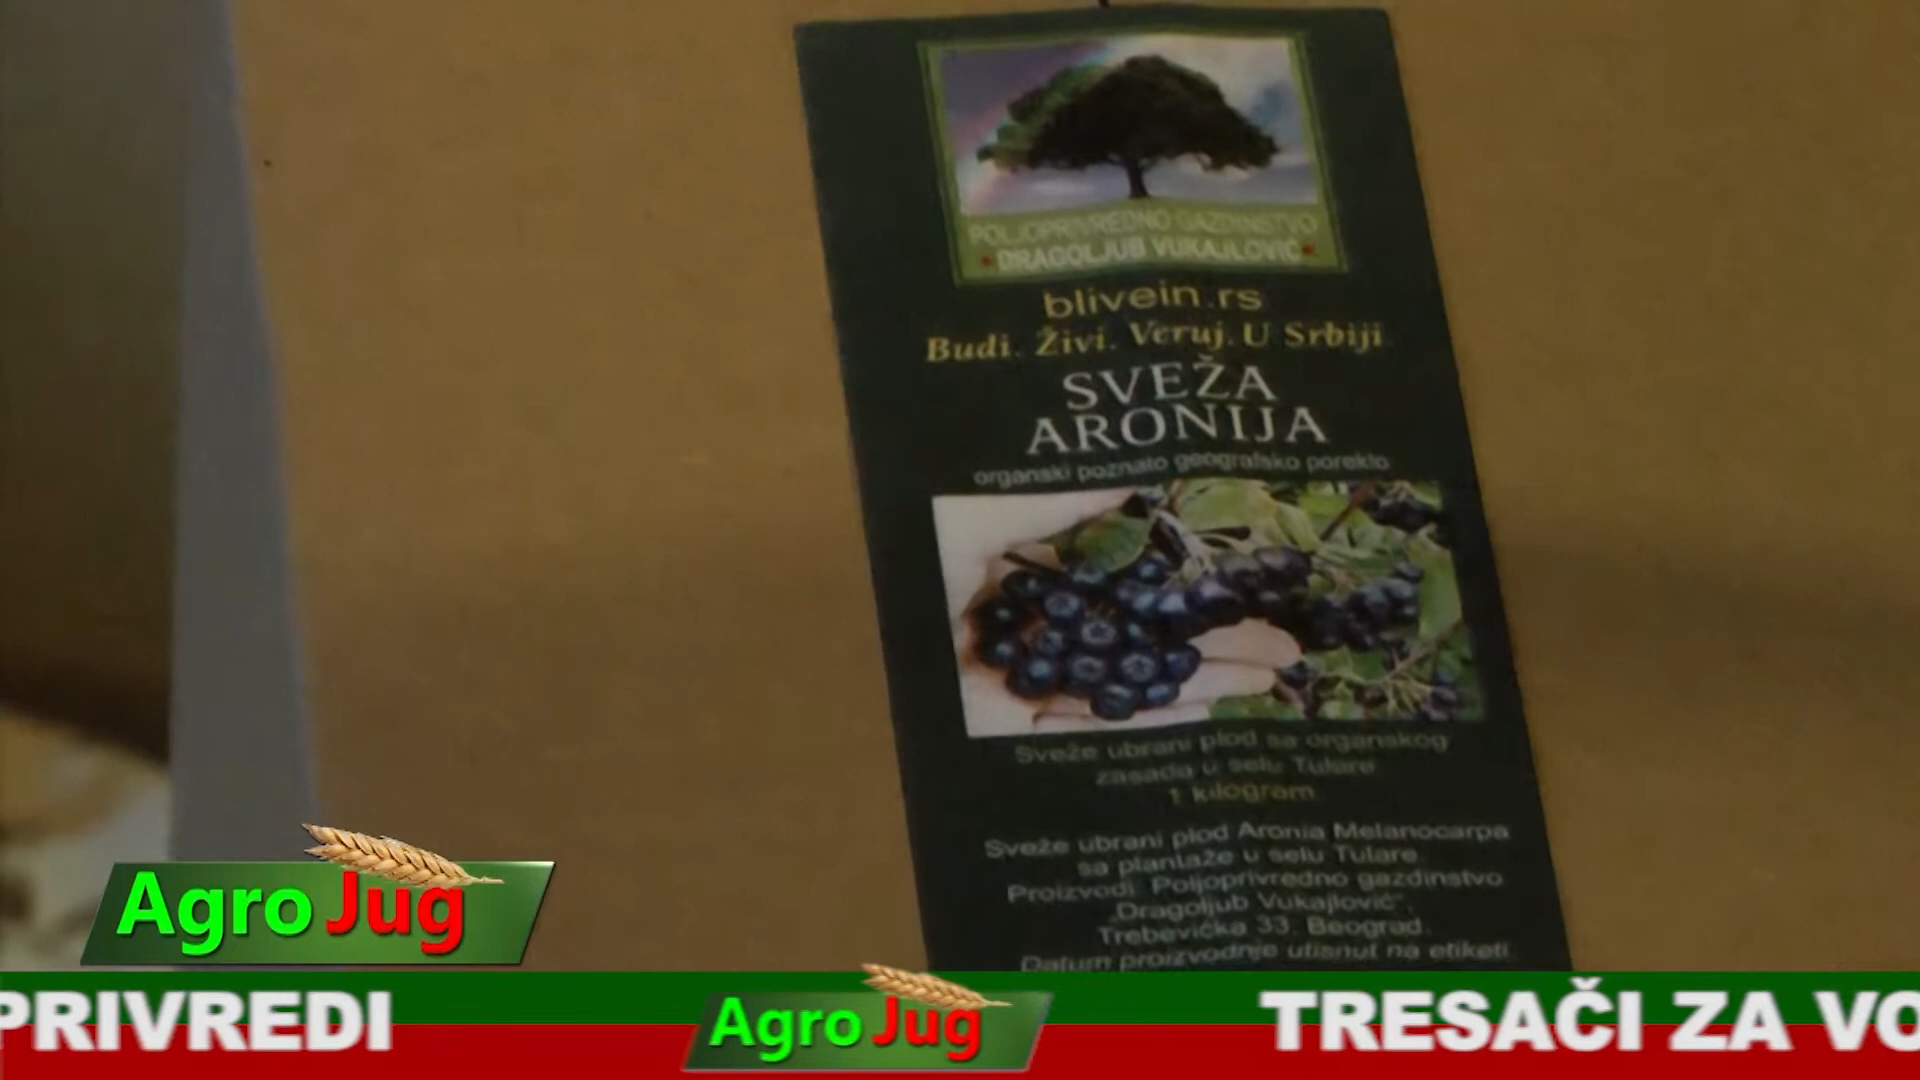 POLJOPRIVREDNO GAZDINSTVO
DRAGOLJUB VUKAJLOVIĆ
blivein.rs
Budi. Živi. Veruj. U Srbiji
SVEŽA
ARONIJA
organski poznato geografsko poreklo
Sveže ubrani plod sa organskog
zasada u selu Tulare
1 kilogram
Sveže ubrani plod Aronia Melanocarpa
sa plantaže u selu Tulare
Proizvodi: Poljoprivredno gazdinstvo
„Dragoljub Vukajlović“,
Trebevićka 33, Beograd.
Datum proizvodnje utisnut na etiketi.
Agro Jug
PRIVREDI
Agro Jug
TRESAČI ZA VO